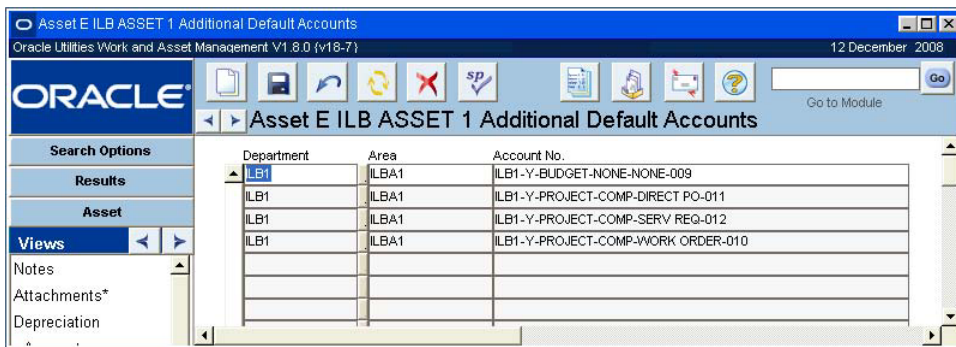 Asset E ILB ASSET 1 Additional Default Accounts
Oracle Utilities Work and Asset Management V1.8.0 (v18-7) 12 December 2008
ORACLE
sp
Go
Go to Module
Asset E ILB ASSET 1 Additional Default Accounts
Search Options
Results
Asset
Views
Notes
Attachments*
Depreciation
Department Area Account No.
ILB1 ILBA1 ILB1-Y-BUDGET-NONE-NONE-009
ILB1 ILBA1 ILB1-Y-PROJECT-COMP-DIRECT PO-011
ILB1 ILBA1 ILB1-Y-PROJECT-COMP-SERV REQ-012
ILB1 ILBA1 ILB1-Y-PROJECT-COMP-WORK ORDER-010